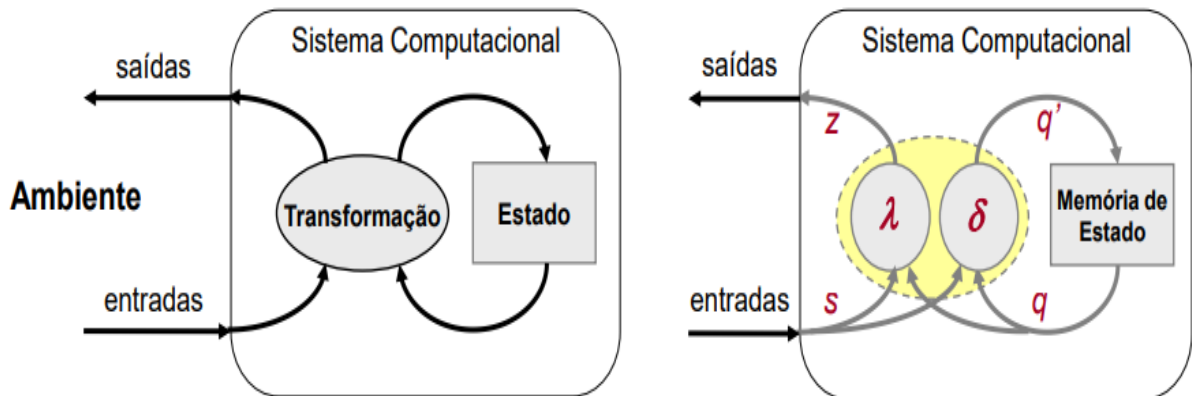 Sistema Computacional
saídas
Ambiente
Transformação
Estado
entradas
Sistema Computacional
saídas
z
q’
λ
δ
Memória de
Estado
entradas
s
q